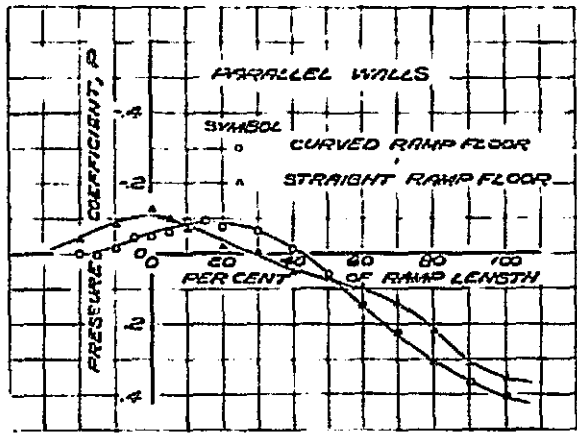 PRESSURE COEFFICIENT, P
PARALLEL WALLS
SYMBOL
CURVED RAMP FLOOR
STRAIGHT RAMP FLOOR
-.4
-.2
0
20
40
60
80
100
PER CENT OF RAMP LENGTH
.2
.4